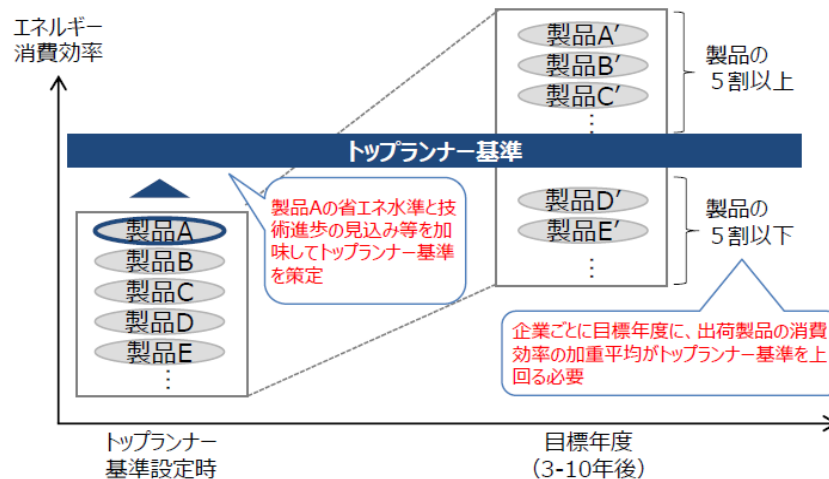 エネルギー
消費効率
トップランナー基準
製品A
製品B
製品C
製品D
製品E
⋮
製品Aの省エネ水準と技
術進歩の見込み等を加
味してトップランナー基準
を策定
製品A’
製品B’
製品C’
⋮
製品の
５割以上
製品D’
製品E’
⋮
製品の
５割以下
企業ごとに目標年度に、出荷製品の消費
効率の加重平均がトップランナー基準を上
回る必要
トップランナー
基準設定時
目標年度
（3-10年後）